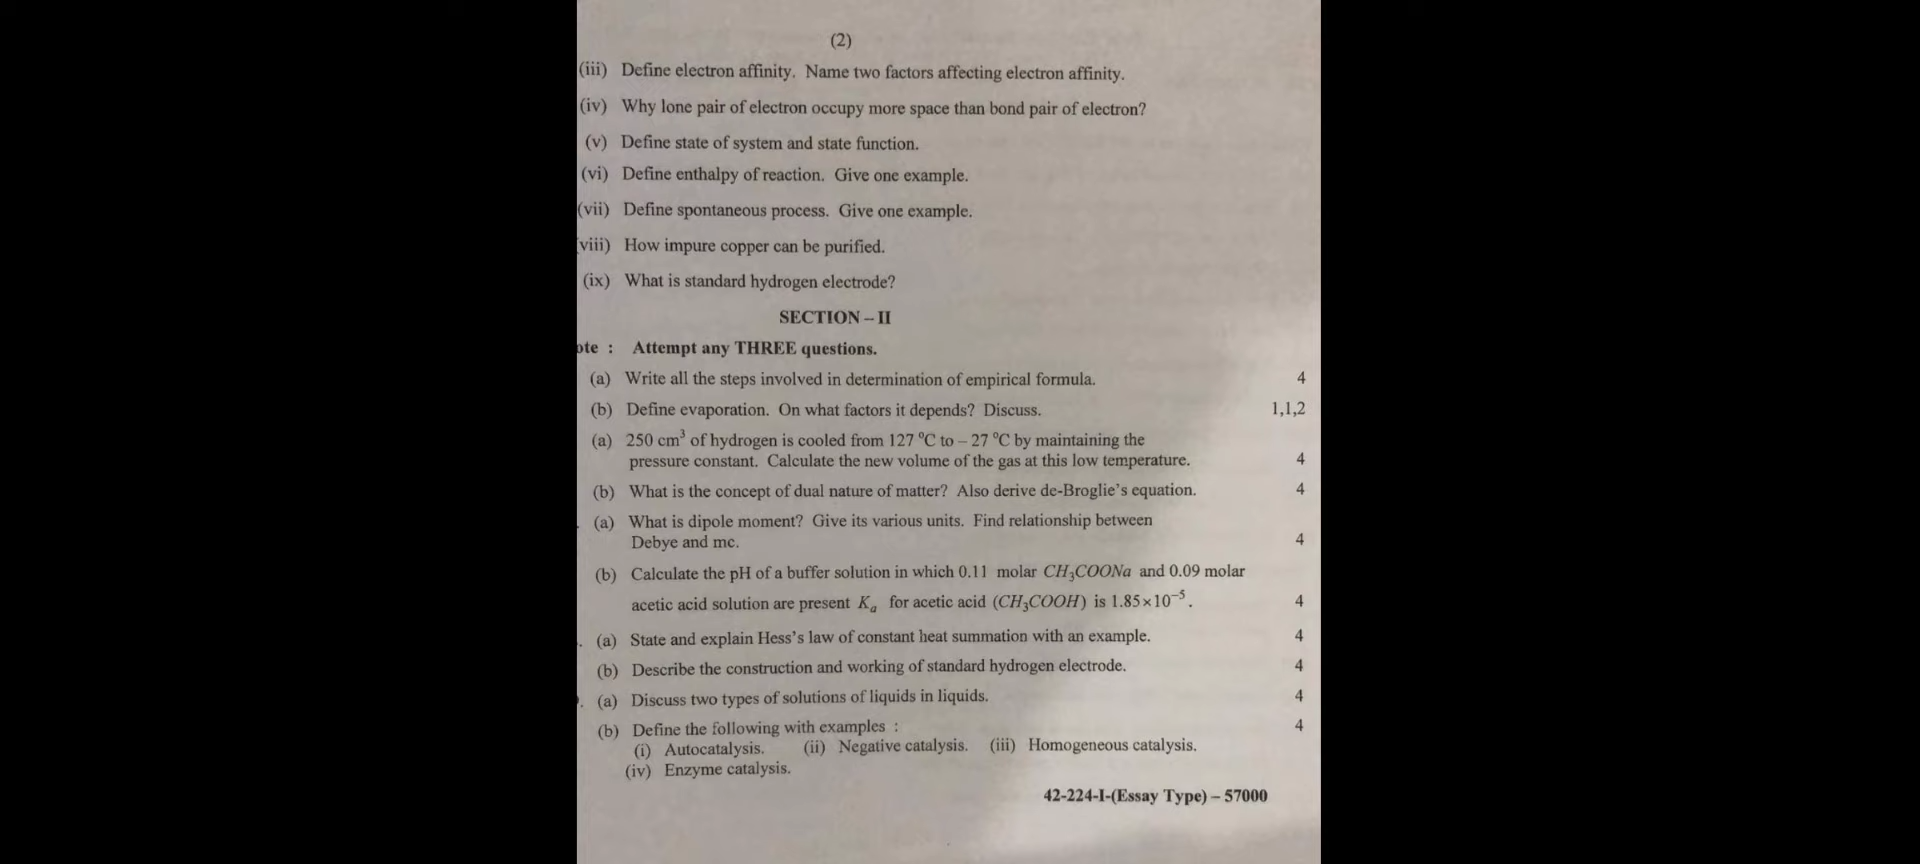 (2)
(iii) Define electron affinity. Name two factors affecting electron affinity.
(iv) Why lone pair of electron occupy more space than bond pair of electron?
(v) Define state of system and state function.
(vi) Define enthalpy of reaction. Give one example.
(vii) Define spontaneous process. Give one example.
viii) How impure copper can be purified.
(ix) What is standard hydrogen electrode?
SECTION – II
ote : Attempt any THREE questions.
(a) Write all the steps involved in determination of empirical formula. 4
(b) Define evaporation. On what factors it depends? Discuss. 1,1,2
(a) 250 cm³ of hydrogen is cooled from 127 °C to – 27 °C by maintaining the
pressure constant. Calculate the new volume of the gas at this low temperature. 4
(b) What is the concept of dual nature of matter? Also derive de-Broglie's equation. 4
(a) What is dipole moment? Give its various units. Find relationship between
Debye and mc. 4
(b) Calculate the pH of a buffer solution in which 0.11 molar CH₃COONa and 0.09 molar
acetic acid solution are present Kₐ for acetic acid (CH₃COOH) is 1.85×10⁻⁵. 4
. (a) State and explain Hess's law of constant heat summation with an example. 4
(b) Describe the construction and working of standard hydrogen electrode. 4
. (a) Discuss two types of solutions of liquids in liquids. 4
(b) Define the following with examples : 4
(i) Autocatalysis. (ii) Negative catalysis. (iii) Homogeneous catalysis.
(iv) Enzyme catalysis.
42-224-I-(Essay Type) – 57000